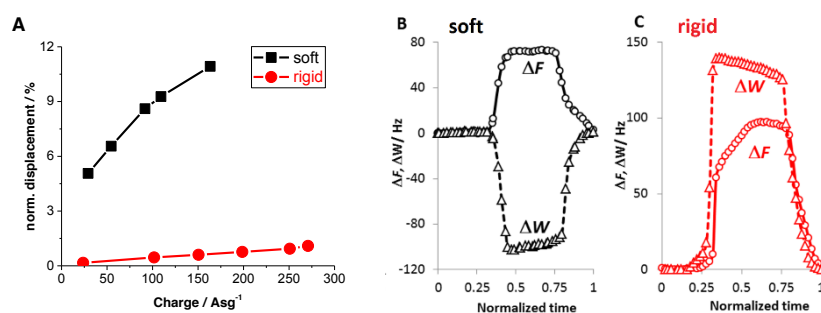 A
norm. displacement / %
12
9
6
3
0
0 50 100 150 200 250 300
Charge / Asg⁻¹
soft
rigid
B soft
ΔF, ΔW/ Hz
80
40
0
-40
-80
-120
0 0.25 0.5 0.75 1
Normalized time
ΔF
ΔW
C rigid
ΔF, ΔW/ Hz
150
100
50
0
0 0.25 0.5 0.75 1
Normalized time
ΔW
ΔF